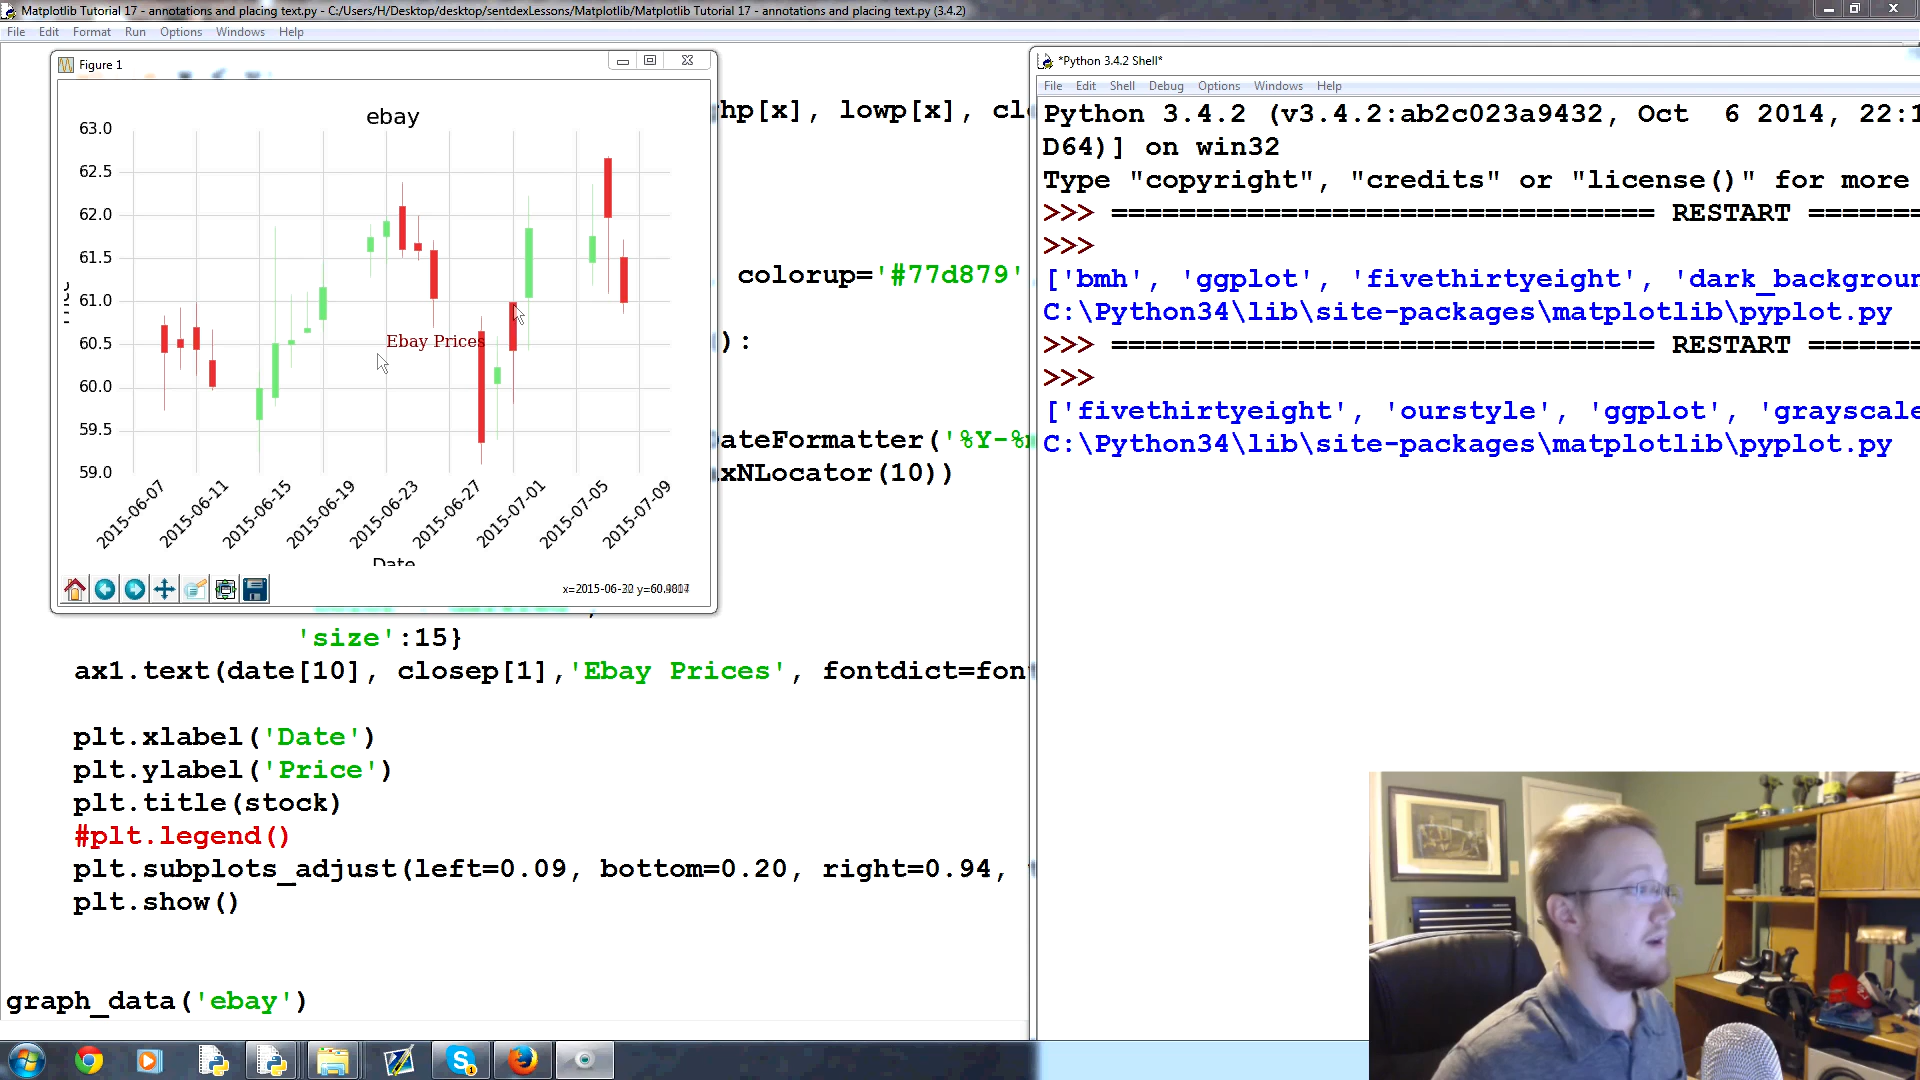 Matplotlib Tutorial 17 - annotations and placing text.py - C:/Users/H/Desktop/desktop/sentdexLessons/Matplotlib/Matplotlib Tutorial 17 - annotations and placing text.py (3.4.2)
File Edit Format Run Options Windows Help
Figure 1
ebay
63.0
62.5
62.0
61.5
61.0
60.5
60.0
59.5
59.0
Ebay Prices
2015-06-07
2015-06-11
2015-06-15
2015-06-19
2015-06-23
2015-06-27
2015-07-01
2015-07-05
2015-07-09
Date
hp[x], lowp[x], cl
colorup='#77d879'
):
ateFormatter('%Y-%
xNLocator(10))
'size':15}
ax1.text(date[10], closep[1],'Ebay Prices', fontdict=fon
plt.xlabel('Date')
plt.ylabel('Price')
plt.title(stock)
#plt.legend()
plt.subplots_adjust(left=0.09, bottom=0.20, right=0.94,
plt.show()
graph_data('ebay')
*Python 3.4.2 Shell*
File Edit Shell Debug Options Windows Help
Python 3.4.2 (v3.4.2:ab2c023a9432, Oct  6 2014, 22:1
D64)] on win32
Type "copyright", "credits" or "license()" for more
>>> ================================ RESTART =======
>>>
['bmh', 'ggplot', 'fivethirtyeight', 'dark_backgroun
C:\Python34\lib\site-packages\matplotlib\pyplot.py
>>> ================================ RESTART =======
>>>
['fivethirtyeight', 'ourstyle', 'ggplot', 'grayscale
C:\Python34\lib\site-packages\matplotlib\pyplot.py